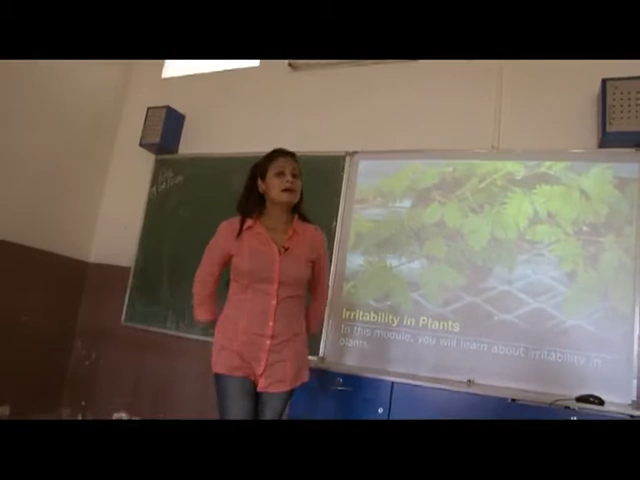 Irritability in Plants
In this module, you will learn about irritability in
plants.